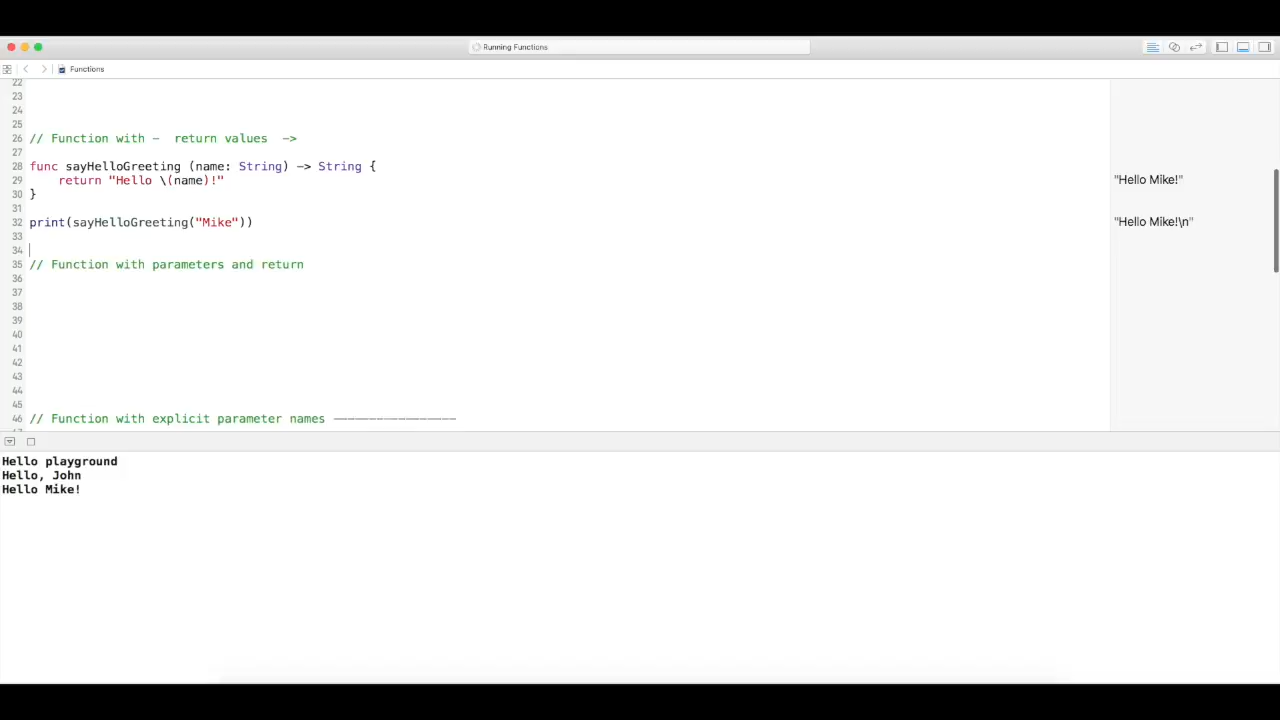 Running Functions
Functions
22
23
24
25
26 // Function with -  return values  ->
27
28 func sayHelloGreeting (name: String) -> String {
29     return "Hello \(name)!"
"Hello Mike!"
30 }
31
32 print(sayHelloGreeting("Mike"))
"Hello Mike!\n"
33
34
35 // Function with parameters and return
36
37
38
39
40
41
42
43
44
45
46 // Function with explicit parameter names -----------------
Hello playground
Hello, John
Hello Mike!